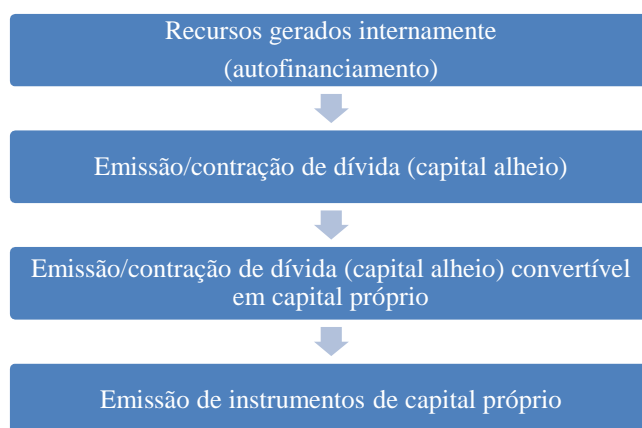 Recursos gerados internamente
(autofinanciamento)
Emissão/contração de dívida (capital alheio)
Emissão/contração de dívida (capital alheio) convertível
em capital próprio
Emissão de instrumentos de capital próprio